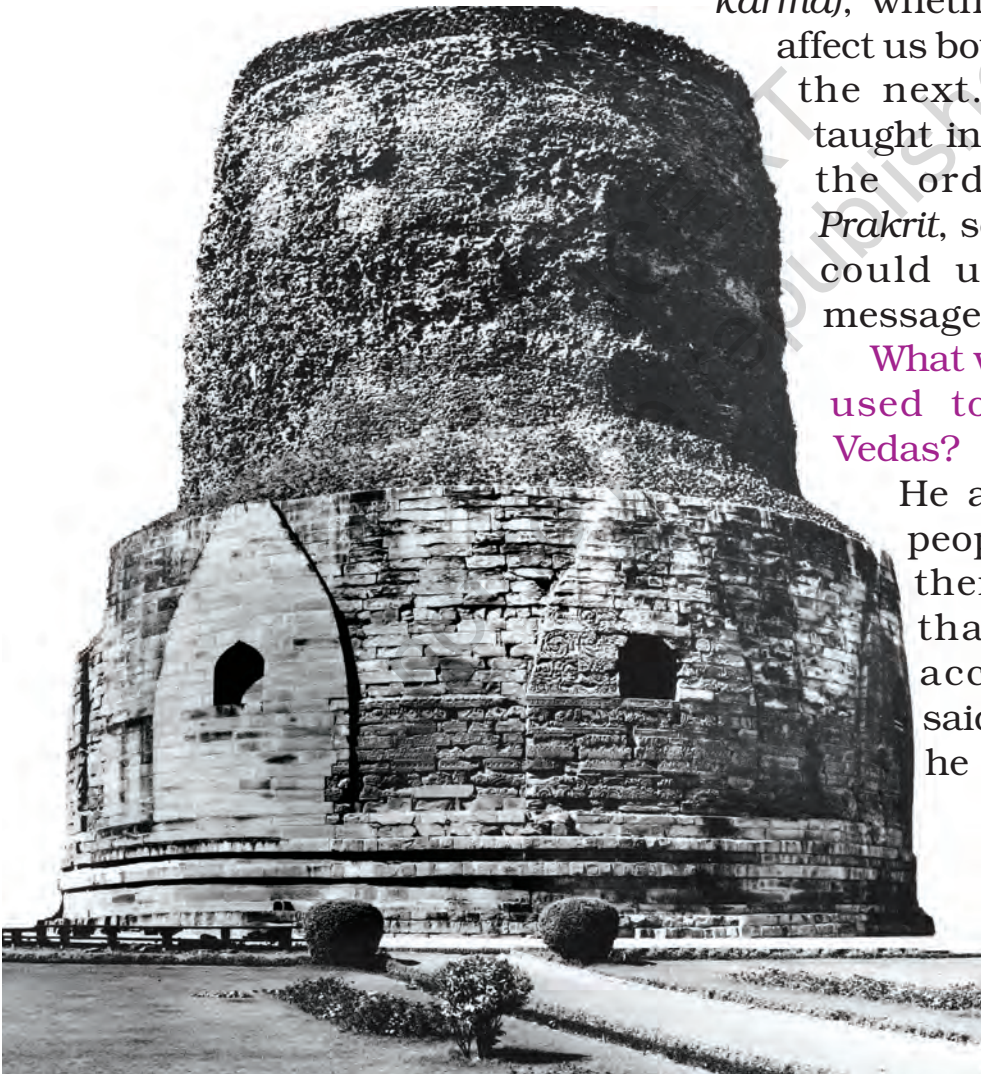 karma), wheth
affect us bo
the next.
taught in
the ord
Prakrit, s
could u
message
What w
used to
Vedas?
He a
peop
the
tha
acc
said
he